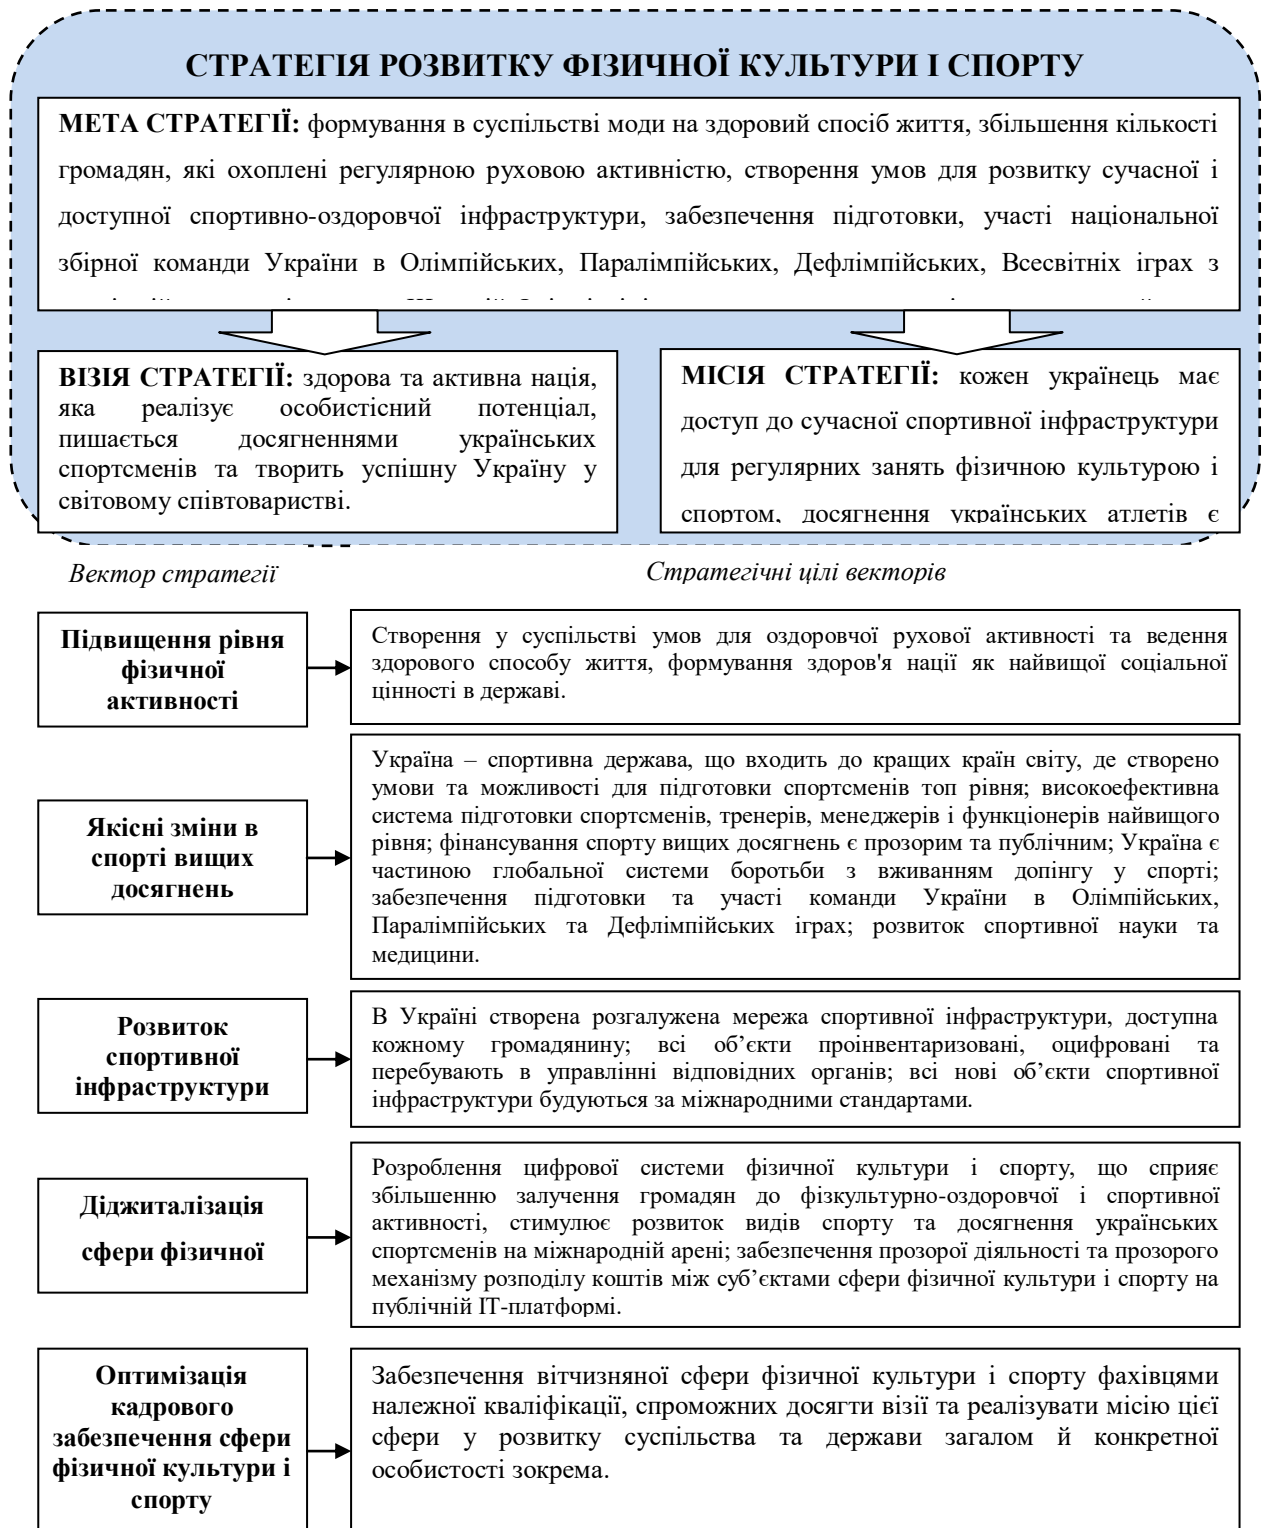 СТРАТЕГІЯ РОЗВИТКУ ФІЗИЧНОЇ КУЛЬТУРИ І СПОРТУ
МЕТА СТРАТЕГІЇ: формування в суспільстві моди на здоровий спосіб життя, збільшення кількості
громадян, які охоплені регулярною руховою активністю, створення умов для розвитку сучасної і
доступної спортивно-оздоровчої інфраструктури, забезпечення підготовки, участі національної
збірної команди України в Олімпійських, Паралімпійських, Дефлімпійських, Всесвітніх іграх з
ВІЗІЯ СТРАТЕГІЇ: здорова та активна нація,
яка реалізує особистісний потенціал,
пишається досягненнями українських
спортсменів та творить успішну Україну у
світовому співтоваристві.
МІСІЯ СТРАТЕГІЇ: кожен українець має
доступ до сучасної спортивної інфраструктури
для регулярних занять фізичною культурою і
спортом, досягнення українських атлетів є
Вектор стратегії
Стратегічні цілі векторів
Підвищення рівня
фізичної
активності
Створення у суспільстві умов для оздоровчої рухової активності та ведення
здорового способу життя, формування здоров'я нації як найвищої соціальної
цінності в державі.
Якісні зміни в
спорті вищих
досягнень
Україна – спортивна держава, що входить до кращих країн світу, де створено
умови та можливості для підготовки спортсменів топ рівня; високоефективна
система підготовки спортсменів, тренерів, менеджерів і функціонерів найвищого
рівня; фінансування спорту вищих досягнень є прозорим та публічним; Україна є
частиною глобальної системи боротьби з вживанням допінгу у спорті;
забезпечення підготовки та участі команди України в Олімпійських,
Паралімпійських та Дефлімпійських іграх; розвиток спортивної науки та
медицини.
Розвиток
спортивної
інфраструктури
В Україні створена розгалужена мережа спортивної інфраструктури, доступна
кожному громадянину; всі об’єкти проінвентаризовані, оцифровані та
перебувають в управлінні відповідних органів; всі нові об’єкти спортивної
інфраструктури будуються за міжнародними стандартами.
Діджиталізація
сфери фізичної
Розроблення цифрової системи фізичної культури і спорту, що сприяє
збільшенню залучення громадян до фізкультурно-оздоровчої і спортивної
активності, стимулює розвиток видів спорту та досягнення українських
спортсменів на міжнародній арені; забезпечення прозорої діяльності та прозорого
механізму розподілу коштів між суб’єктами сфери фізичної культури і спорту на
публічній ІТ-платформі.
Оптимізація
кадрового
забезпечення сфери
фізичної культури і
спорту
Забезпечення вітчизняної сфери фізичної культури і спорту фахівцями
належної кваліфікації, спроможних досягти візії та реалізувати місію цієї
сфери у розвитку суспільства та держави загалом й конкретної
особистості зокрема.